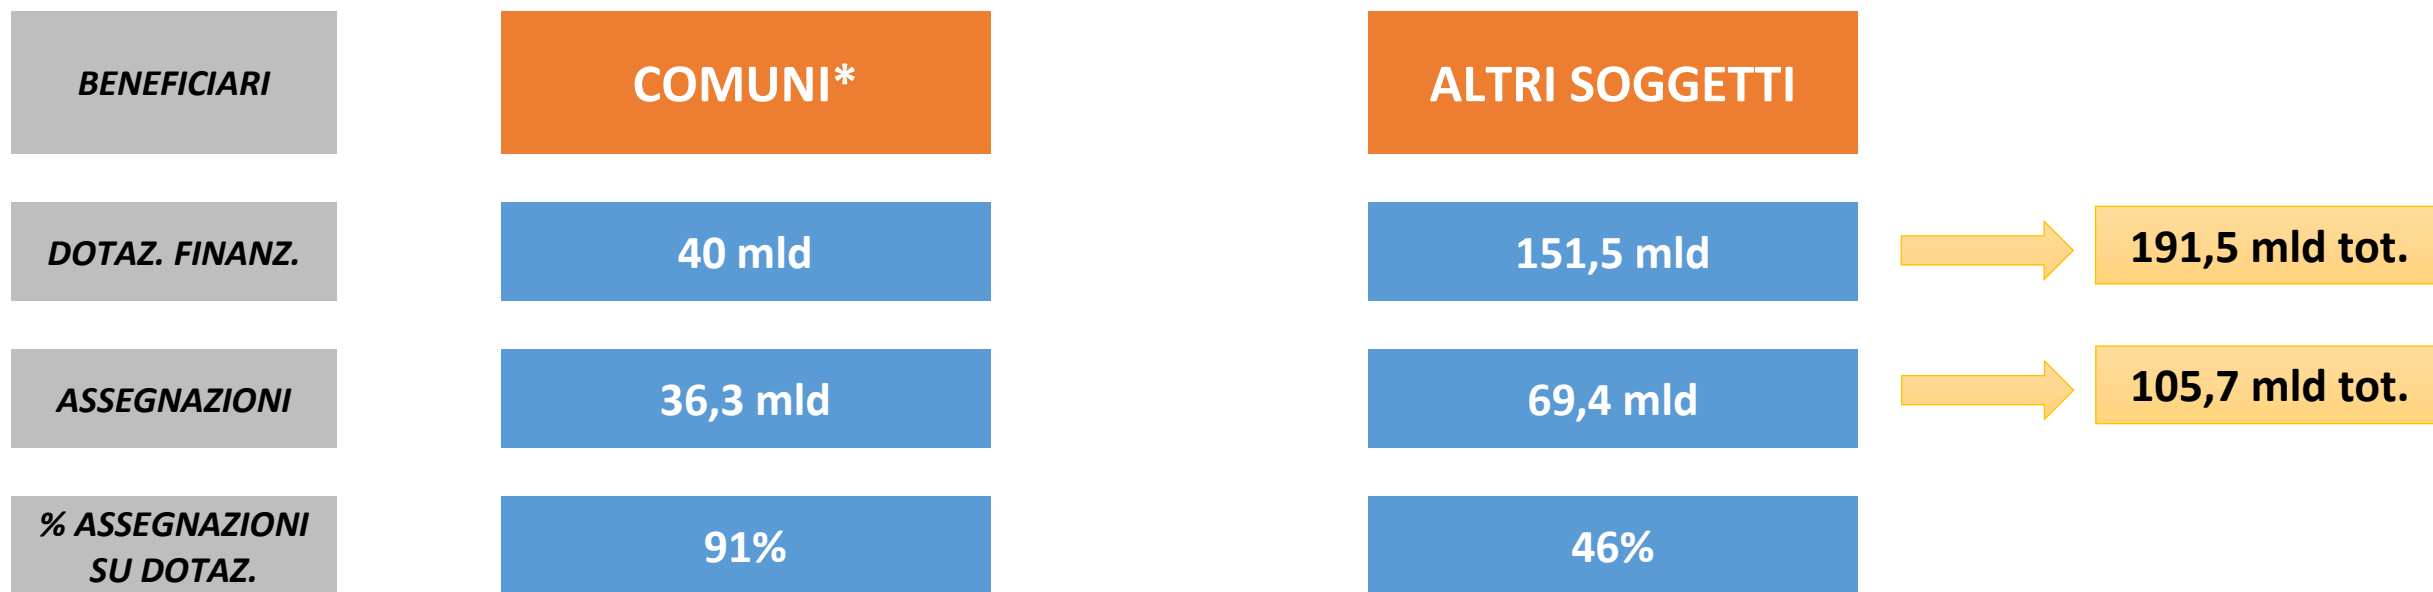 BENEFICIARI
COMUNI*
ALTRI SOGGETTI
DOTAZ. FINANZ.
40 mld
151,5 mld
191,5 mld tot.
ASSEGNAZIONI
36,3 mld
69,4 mld
105,7 mld tot.
% ASSEGNAZIONI
SU DOTAZ.
91%
46%